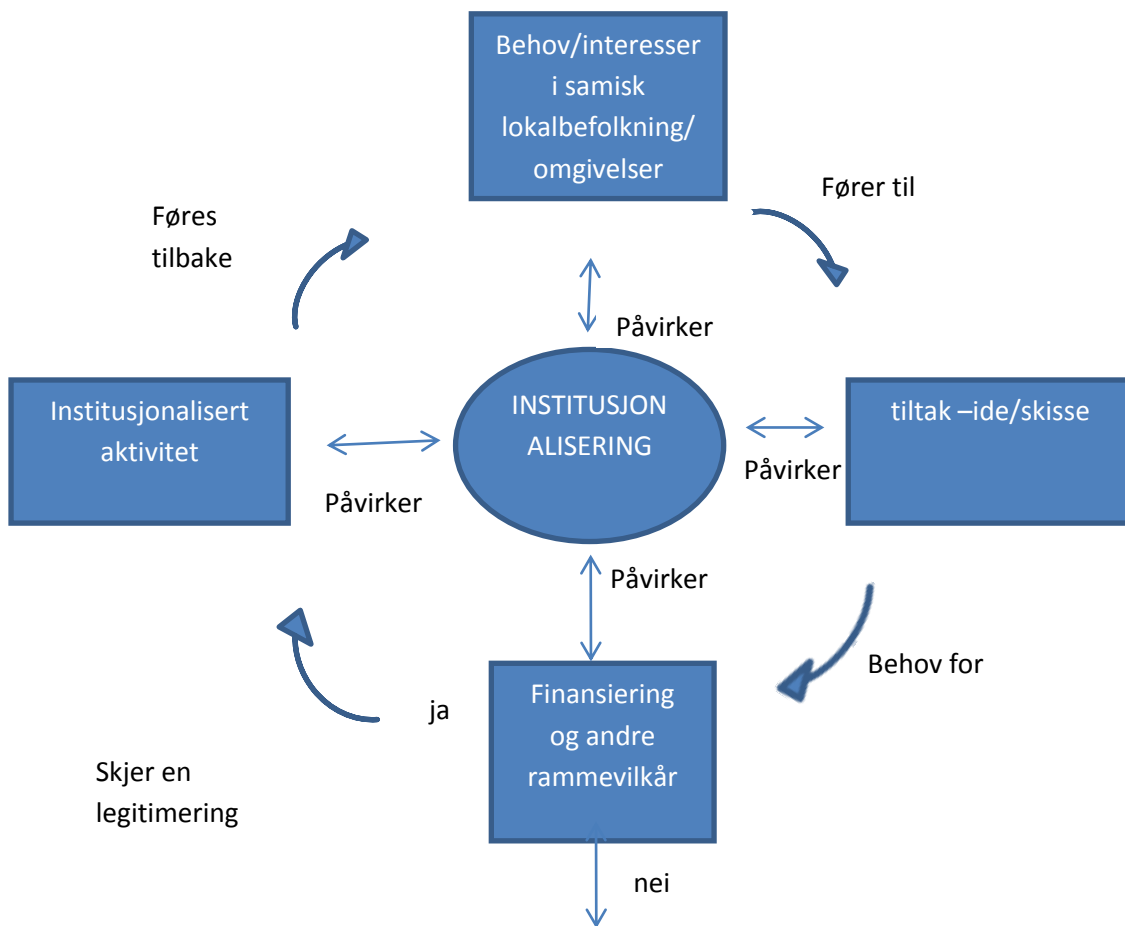 Behov/interesser
i samisk
lokalbefolkning/
omgivelser
Fører til
Føres
tilbake
Påvirker
Institusjonalisert
aktivitet
INSTITUSJON
ALISERING
tiltak –ide/skisse
Påvirker
Påvirker
Påvirker
Behov for
Finansiering
og andre
rammevilkår
ja
Skjer en
legitimering
nei